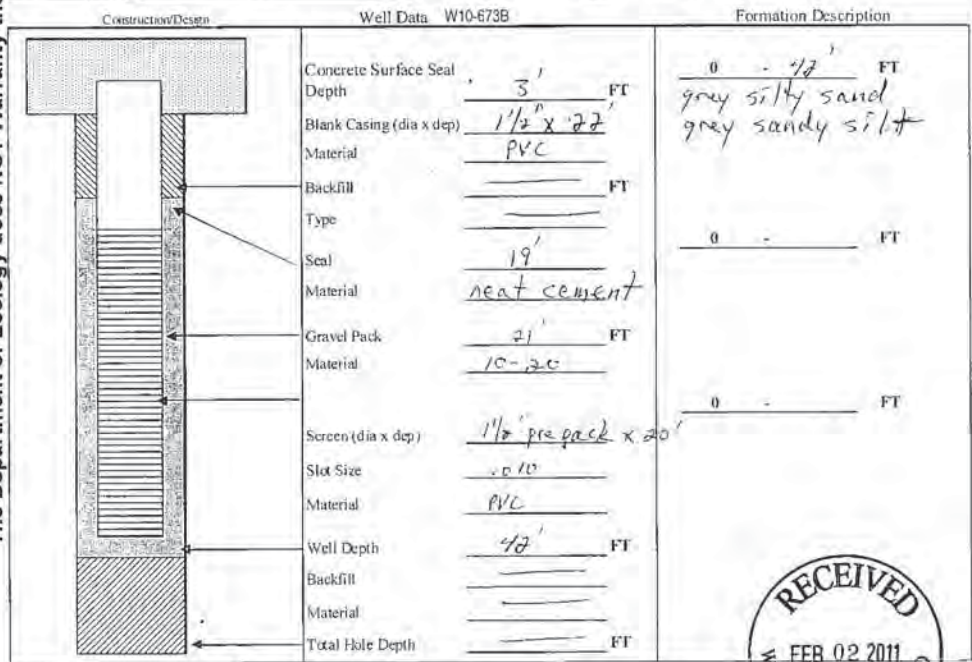 Construction/Design Well Data W10-673B Formation Description
Concrete Surface Seal
Depth 3' FT
Blank Casing (dia x dep) 1 1/2" x 22'
Material PVC
Backfill — FT
Type —
Seal 19'
Material neat cement
Gravel Pack 21' FT
Material 10-20
Screen (dia x dep) 1 1/2" pre pack x 20'
Slot Size .010
Material PVC
Well Depth 42' FT
Backfill —
Material —
Total Hole Depth — FT
0 - 42' FT
grey silty sand
grey sandy silt
0 - FT
0 - FT
RECEIVED
FEB 02 2011